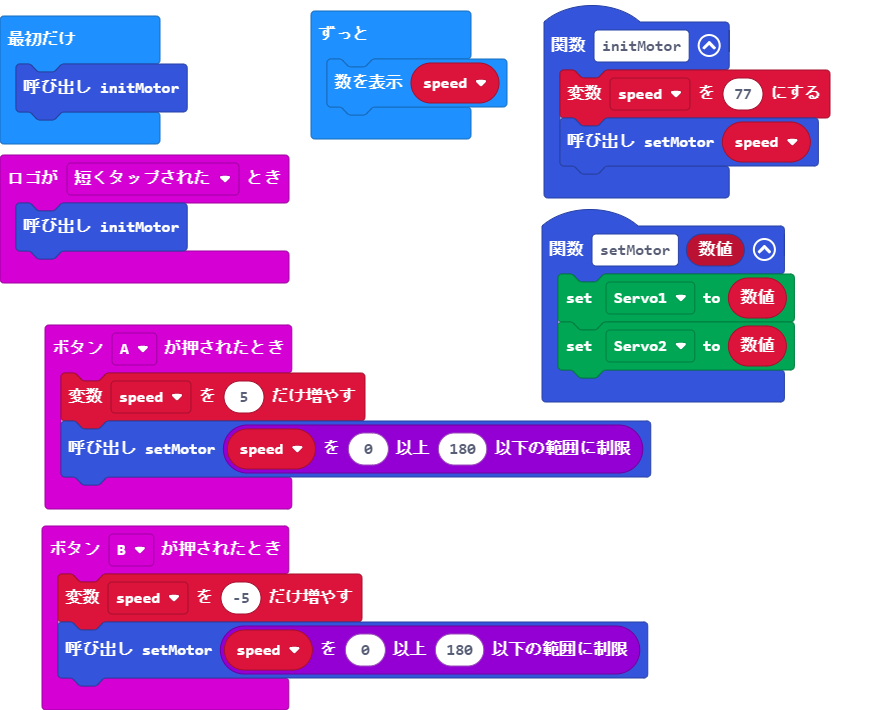 最初だけ
呼び出し initMotor
ずっと
数を表示 speed
関数 initMotor
変数 speed を 77 にする
呼び出し setMotor speed
ロゴが 短くタップされた とき
呼び出し initMotor
関数 setMotor 数値
set Servo1 to 数値
set Servo2 to 数値
ボタン A が押されたとき
変数 speed を 5 だけ増やす
呼び出し setMotor speed を 0 以上 180 以下の範囲に制限
ボタン B が押されたとき
変数 speed を -5 だけ増やす
呼び出し setMotor speed を 0 以上 180 以下の範囲に制限